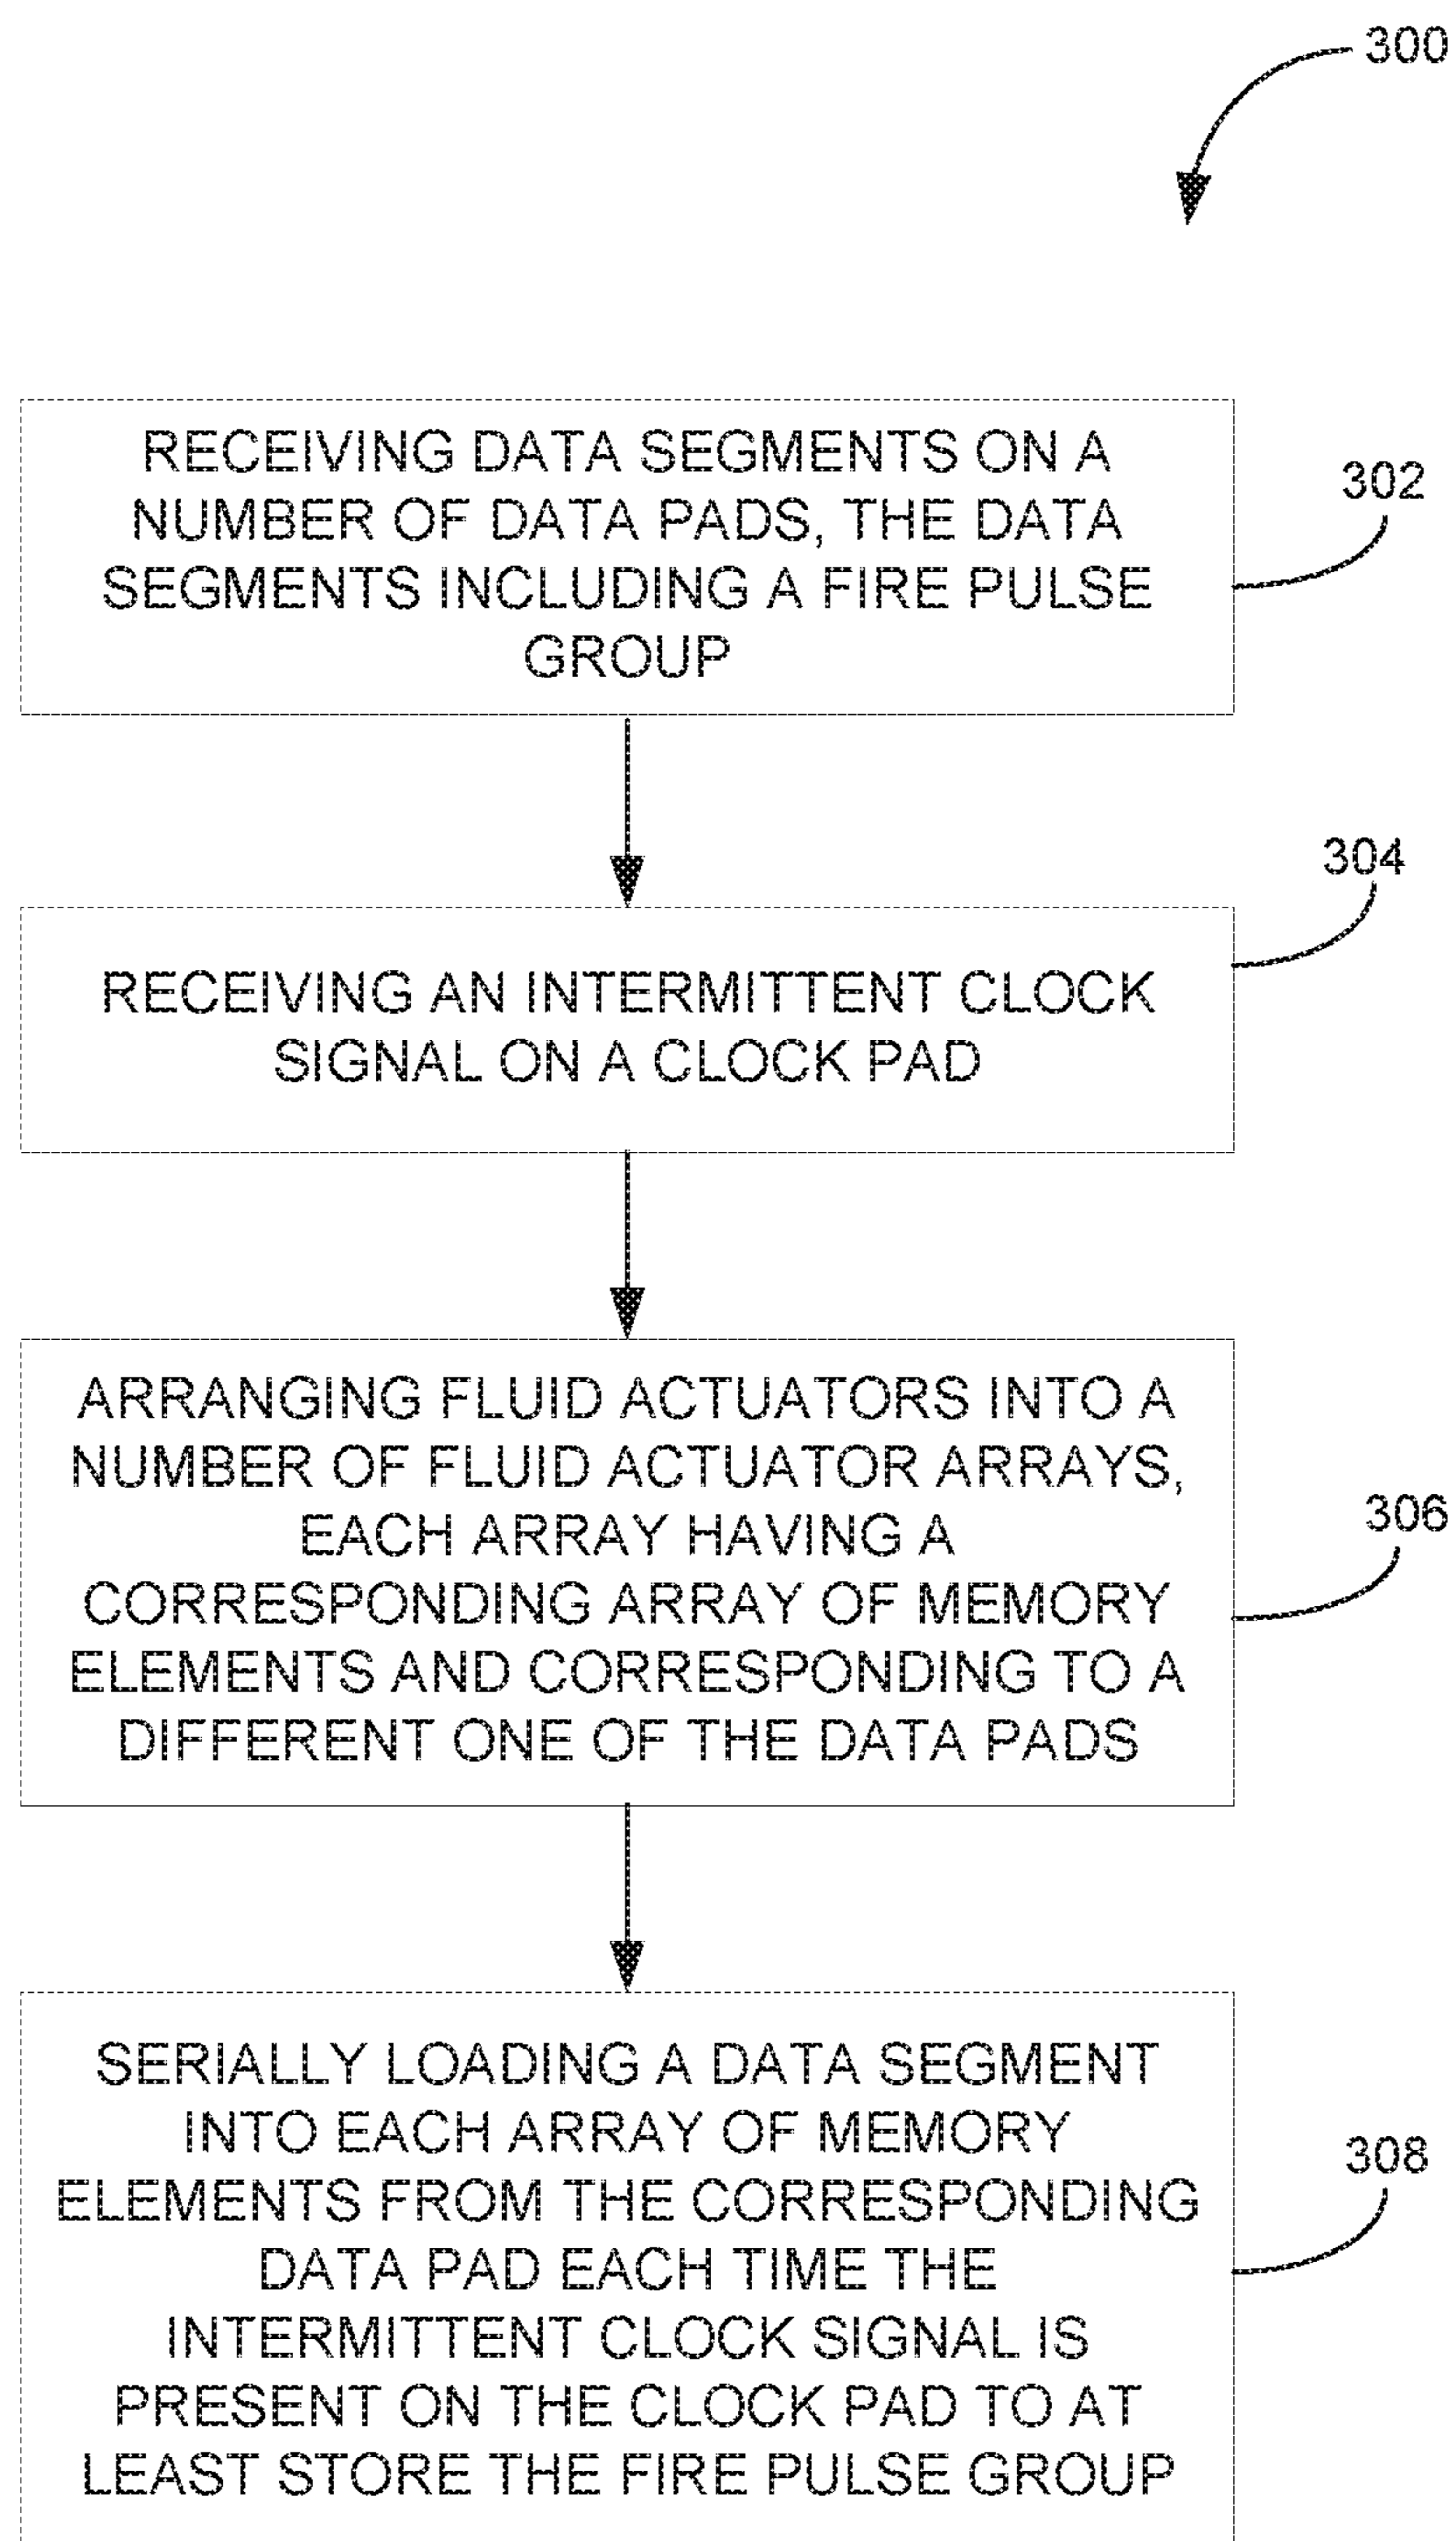 300
RECEIVING DATA SEGMENTS ON A
NUMBER OF DATA PADS, THE DATA
SEGMENTS INCLUDING A FIRE PULSE
GROUP
302
RECEIVING AN INTERMITTENT CLOCK
SIGNAL ON A CLOCK PAD
304
ARRANGING FLUID ACTUATORS INTO A
NUMBER OF FLUID ACTUATOR ARRAYS,
EACH ARRAY HAVING A
CORRESPONDING ARRAY OF MEMORY
ELEMENTS AND CORRESPONDING TO A
DIFFERENT ONE OF THE DATA PADS
306
SERIALLY LOADING A DATA SEGMENT
INTO EACH ARRAY OF MEMORY
ELEMENTS FROM THE CORRESPONDING
DATA PAD EACH TIME THE
INTERMITTENT CLOCK SIGNAL IS
PRESENT ON THE CLOCK PAD TO AT
LEAST STORE THE FIRE PULSE GROUP
308